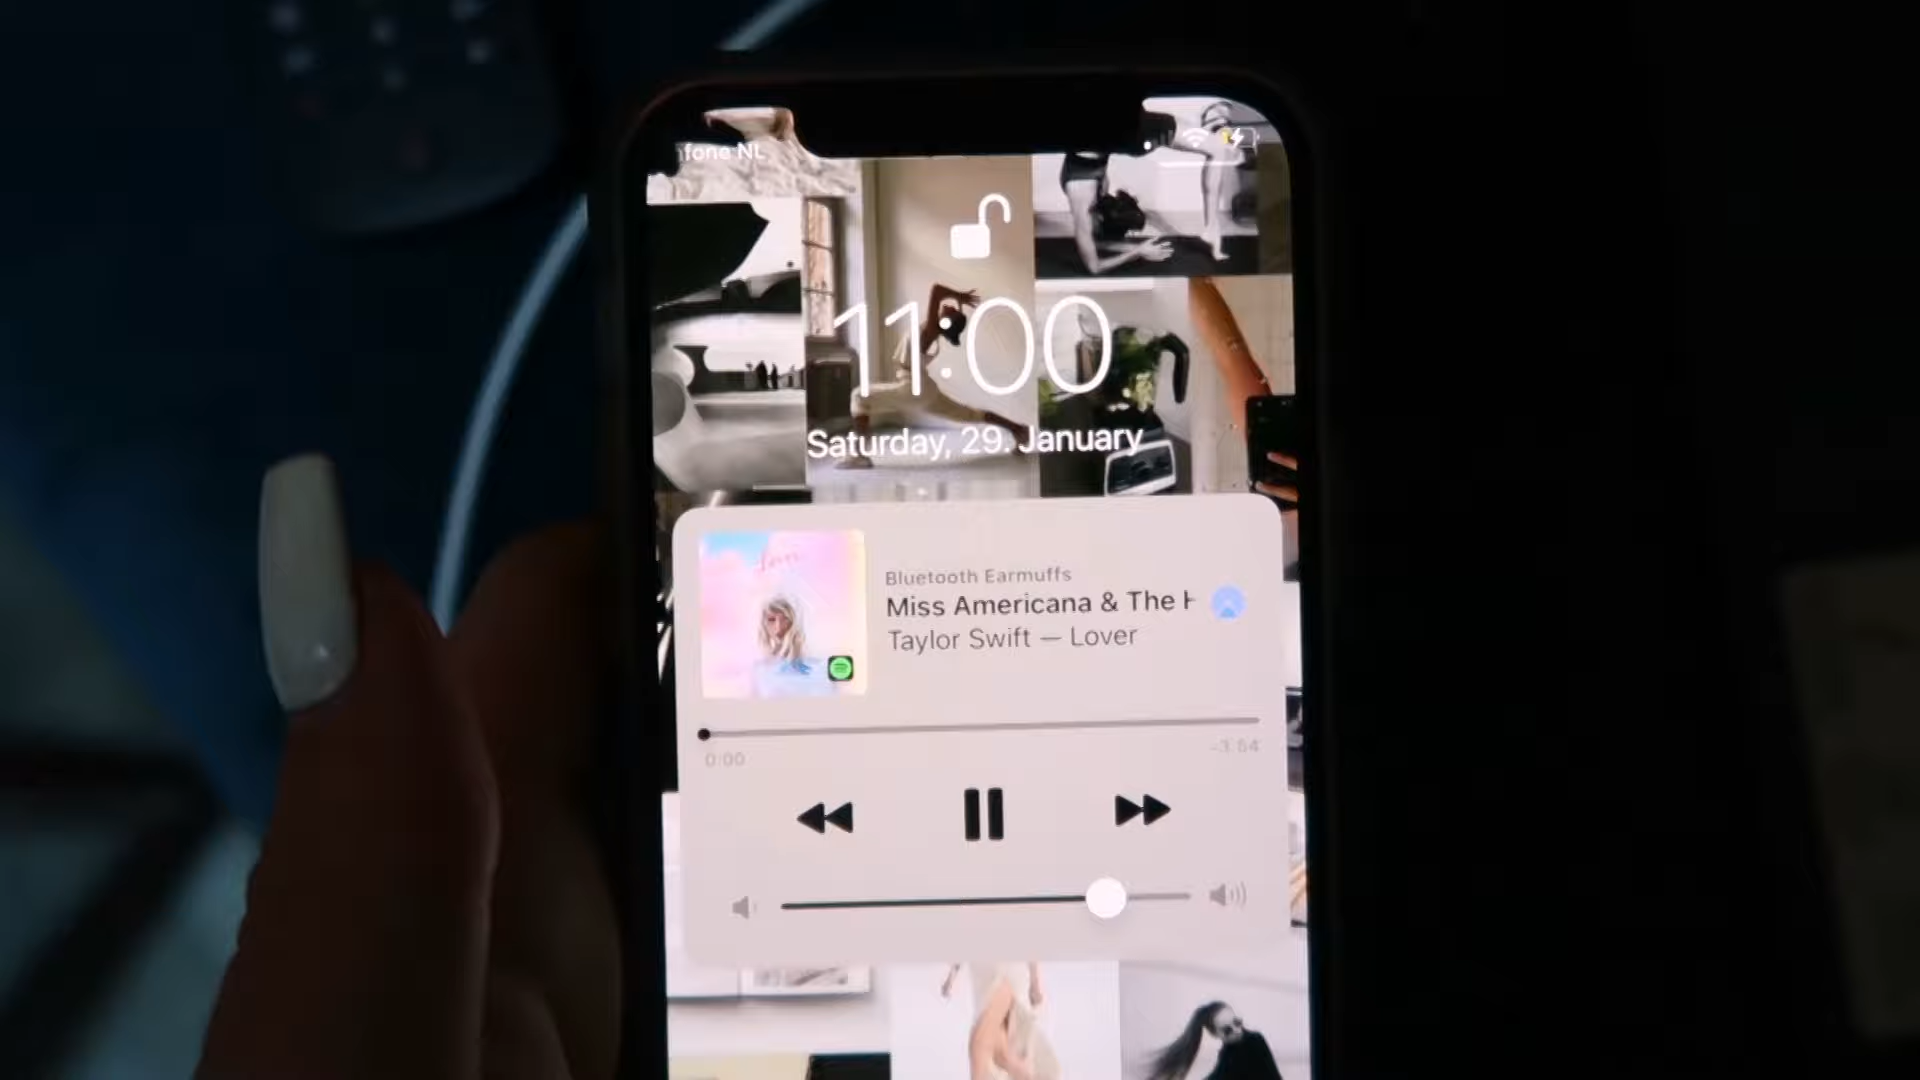 fone NL
11:00
Saturday, 29. January
Lover
Bluetooth Earmuffs
Miss Americana & The H
Taylor Swift — Lover
0:00
-3:54